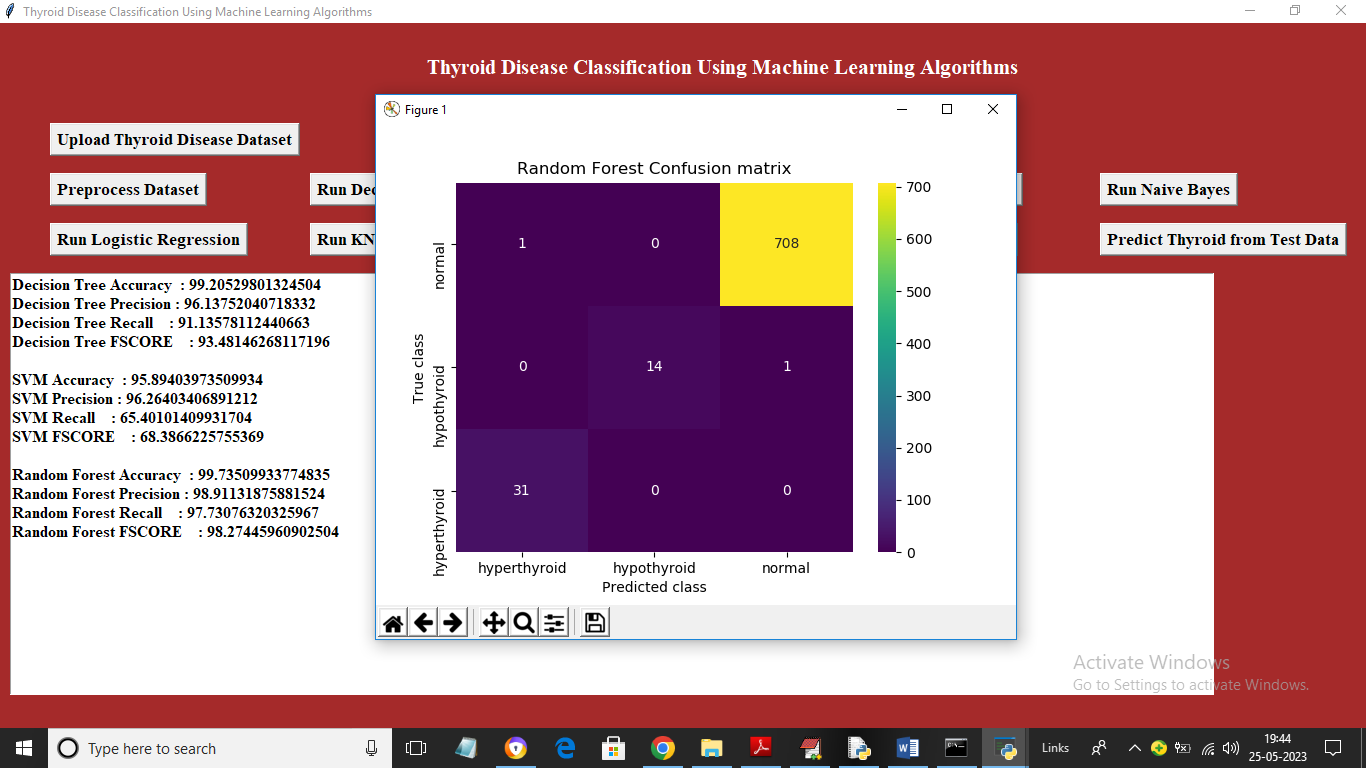 Thyroid Disease Classification Using Machine Learning Algorithms
Thyroid Disease Classification Using Machine Learning Algorithms
Upload Thyroid Disease Dataset
Preprocess Dataset
Run Dec
Run Naive Bayes
Run Logistic Regression
Run KN
Predict Thyroid from Test Data
Decision Tree Accuracy : 99.20529801324504
Decision Tree Precision : 96.13752040718332
Decision Tree Recall : 91.13578112440663
Decision Tree FSCORE : 93.48146268117196
SVM Accuracy : 95.89403973509934
SVM Precision : 96.26403406891212
SVM Recall : 65.40101409931704
SVM FSCORE : 68.3866225755369
Random Forest Accuracy : 99.73509933774835
Random Forest Precision : 98.91131875881524
Random Forest Recall : 97.73076320325967
Random Forest FSCORE : 98.27445960902504
Figure 1
Random Forest Confusion matrix
True class
normal
1 0 708
hypothyroid
0 14 1
hyperthyroid
31 0 0
hyperthyroid hypothyroid normal
Predicted class
700
600
500
400
300
200
100
0
Activate Windows
Go to Settings to activate Windows.
Type here to search
Links
19:44
25-05-2023